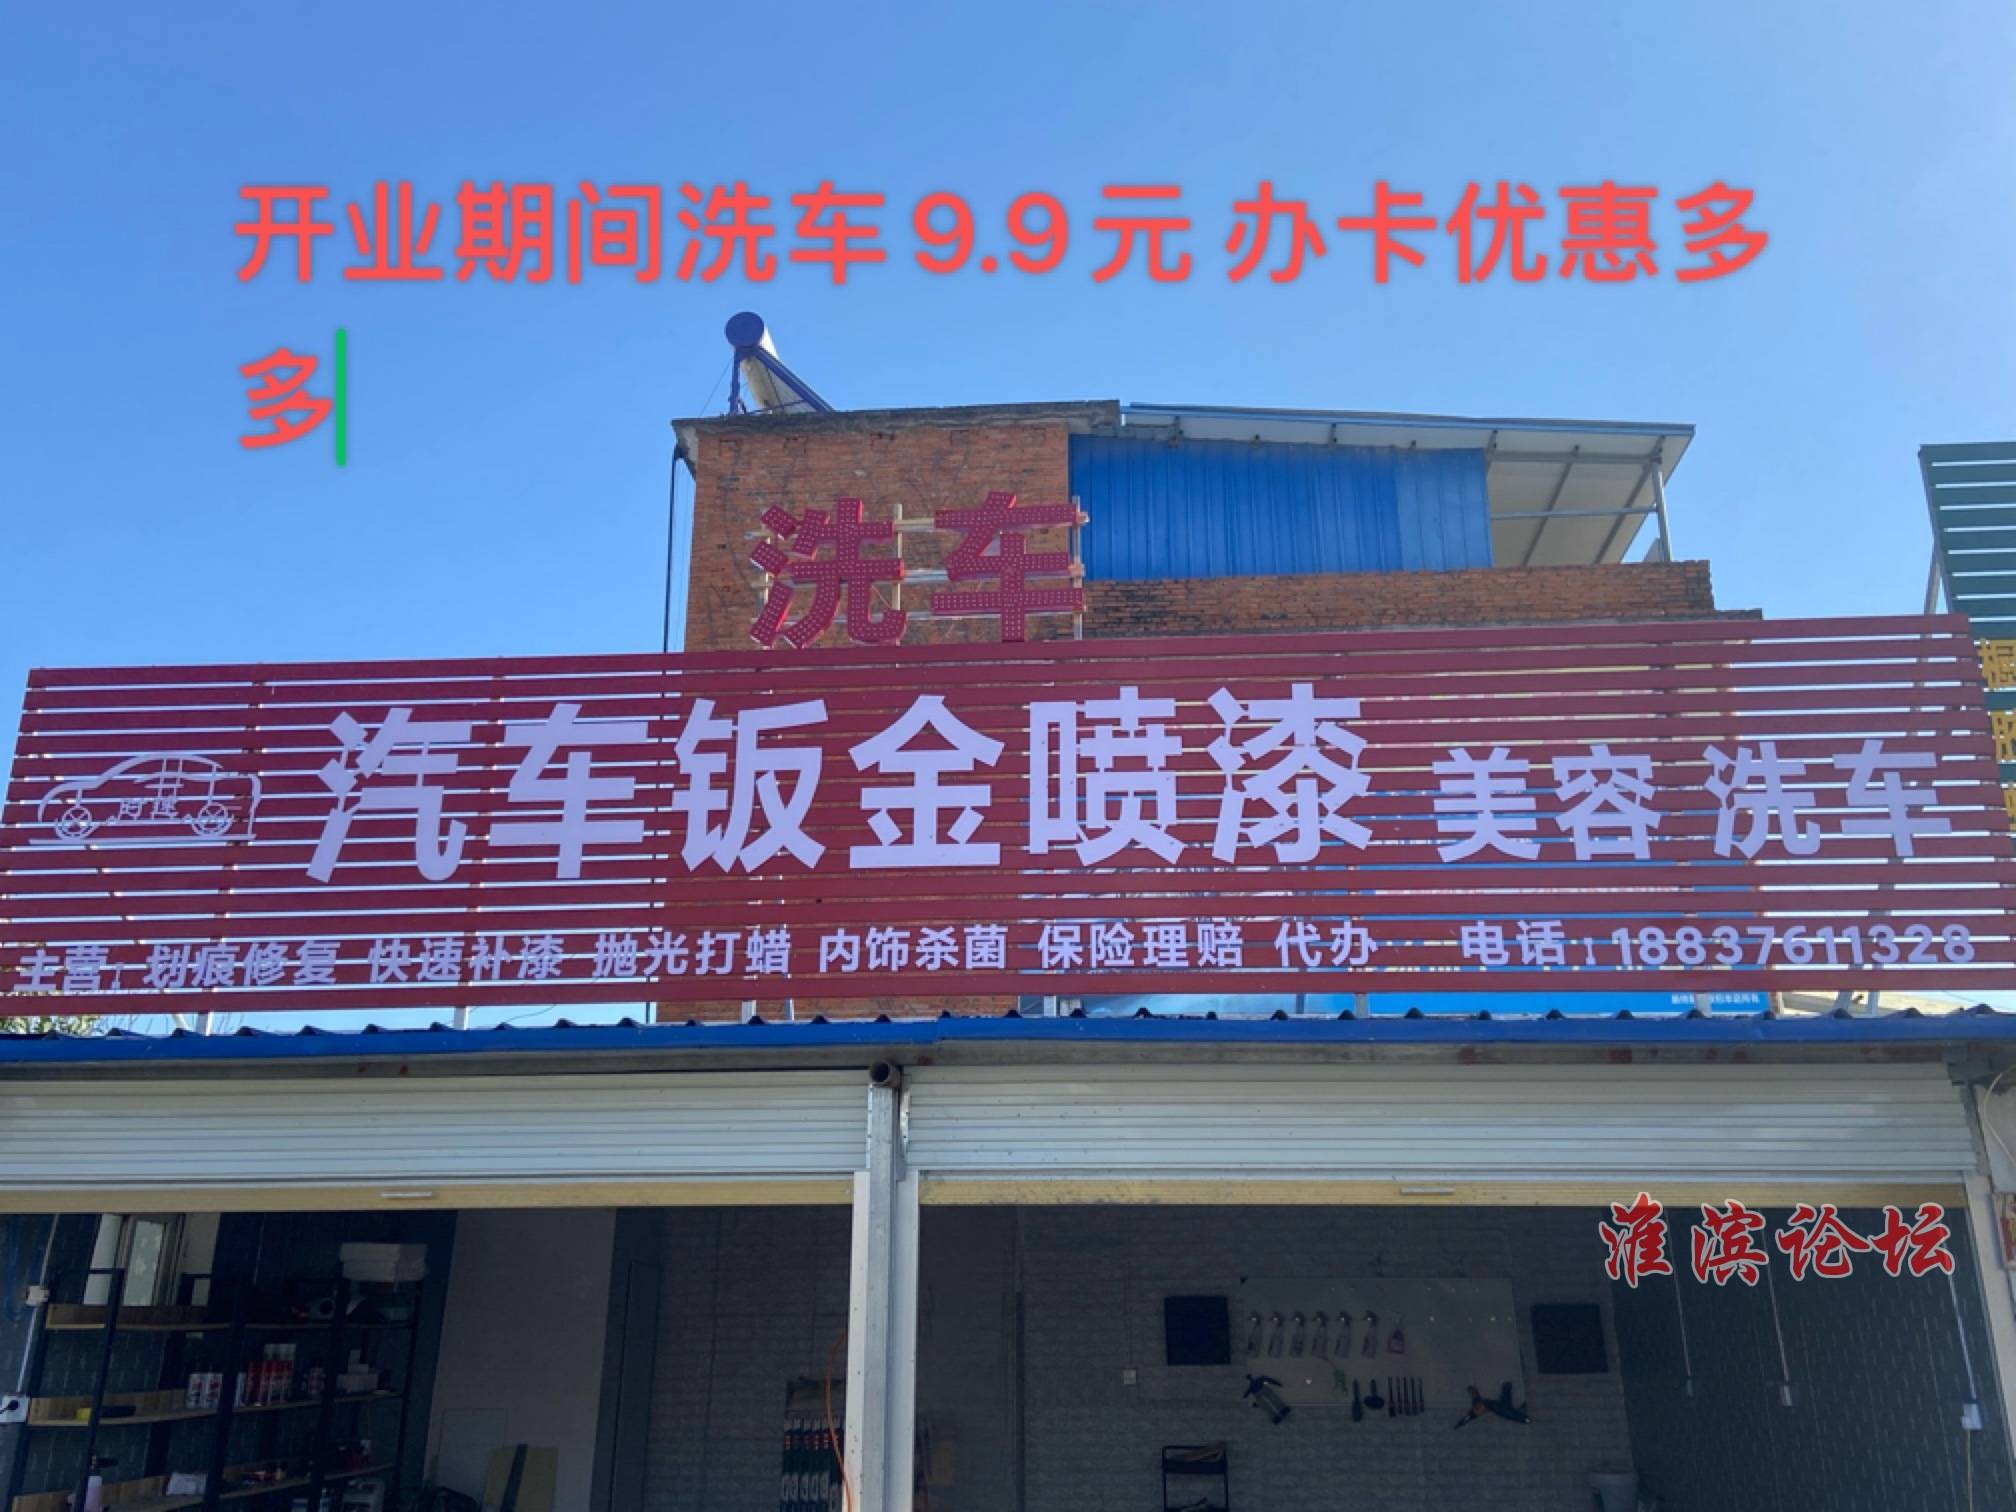 开业期间洗车9.9元 办卡优惠多
多
洗车
时速
汽车钣金喷漆 美容 洗车
主营：划痕修复 快速补漆 抛光打蜡 内饰杀菌 保险理赔 代办 电话：18837611328
淮滨论坛